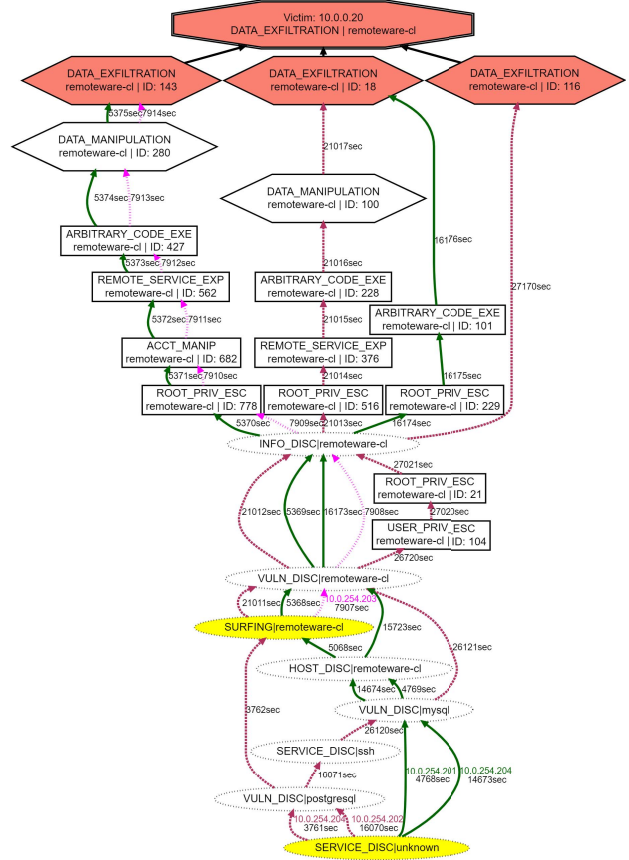 Victim: 10.0.0.20
DATA_EXFILTRATION | remoteware-cl
DATA_EXFILTRATION
remoteware-cl | ID: 143
DATA_EXFILTRATION
remoteware-cl | ID: 18
DATA_EXFILTRATION
remoteware-cl | ID: 116
5375sec
7914sec
DATA_MANIPULATION
remoteware-cl | ID: 280
21017sec
DATA_MANIPULATION
remoteware-cl | ID: 100
5374sec
7913sec
ARBITRARY_CODE_EXE
remoteware-cl | ID: 427
16176sec
5373sec
7912sec
21016sec
27170sec
REMOTE_SERVICE_EXP
remoteware-cl | ID: 562
ARBITRARY_CODE_EXE
remoteware-cl | ID: 228
ARBITRARY_CODE_EXE
remoteware-cl | ID: 101
5372sec
7911sec
21015sec
ACCT_MANIP
remoteware-cl | ID: 682
REMOTE_SERVICE_EXP
remoteware-cl | ID: 376
5371sec
7910sec
21014sec
16175sec
ROOT_PRIV_ESC
remoteware-cl | ID: 778
ROOT_PRIV_ESC
remoteware-cl | ID: 516
ROOT_PRIV_ESC
remoteware-cl | ID: 229
5370sec
7909sec
21013sec
16174sec
INFO_DISC|remoteware-cl
27021sec
ROOT_PRIV_ESC
remoteware-cl | ID: 21
21012sec
5369sec
16173sec
7908sec
27020sec
USER_PRIV_ESC
remoteware-cl | ID: 104
26720sec
VULN_DISC|remoteware-cl
21011sec
5368sec
10.0.254.203
7907sec
SURFING|remoteware-cl
15723sec
5068sec
26121sec
HOST_DISC|remoteware-cl
14674sec
4769sec
3762sec
VULN_DISC|mysql
26120sec
SERVICE_DISC|ssh
10071sec
10.0.254.201
4768sec
10.0.254.204
14673sec
VULN_DISC|postgresql
10.0.254.204
3761sec
10.0.254.202
16070sec
SERVICE_DISC|unknown